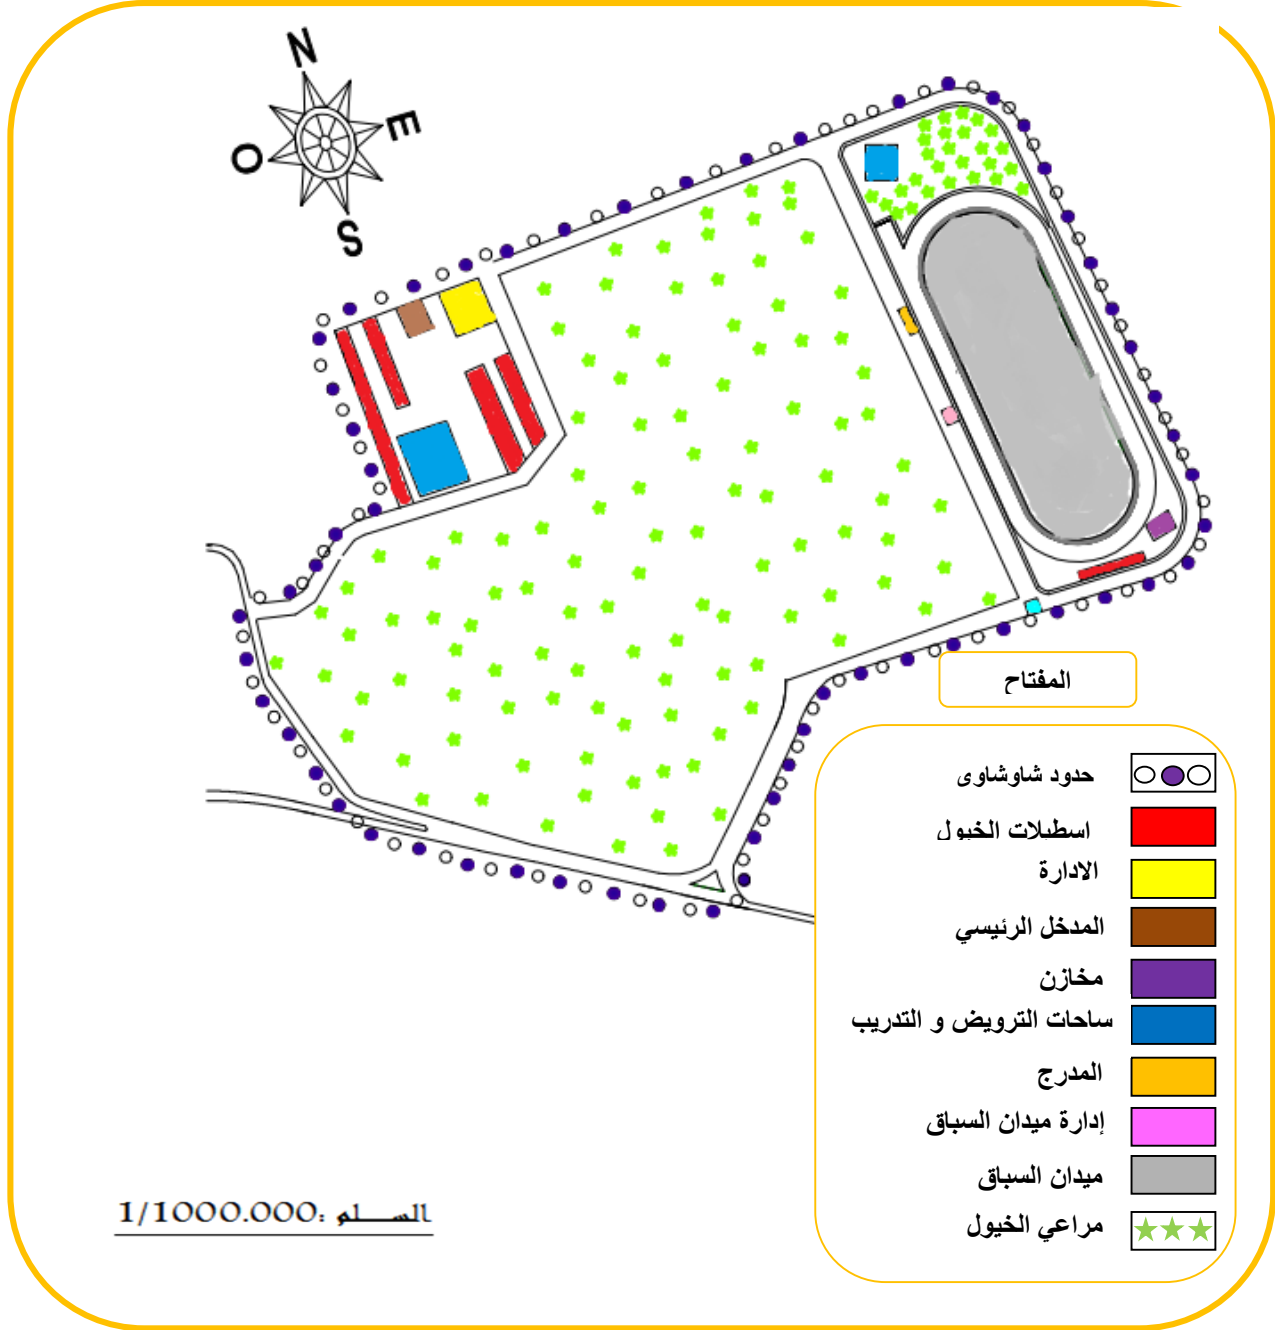 N
E
O
S
المفتاح
حدود شاوشاوى
اسطبلات الخيول
الادارة
المدخل الرئيسي
مخازن
ساحات الترويض و التدريب
المدرج
إدارة ميدان السباق
ميدان السباق
مراعي الخيول
السلم :1/1000.000